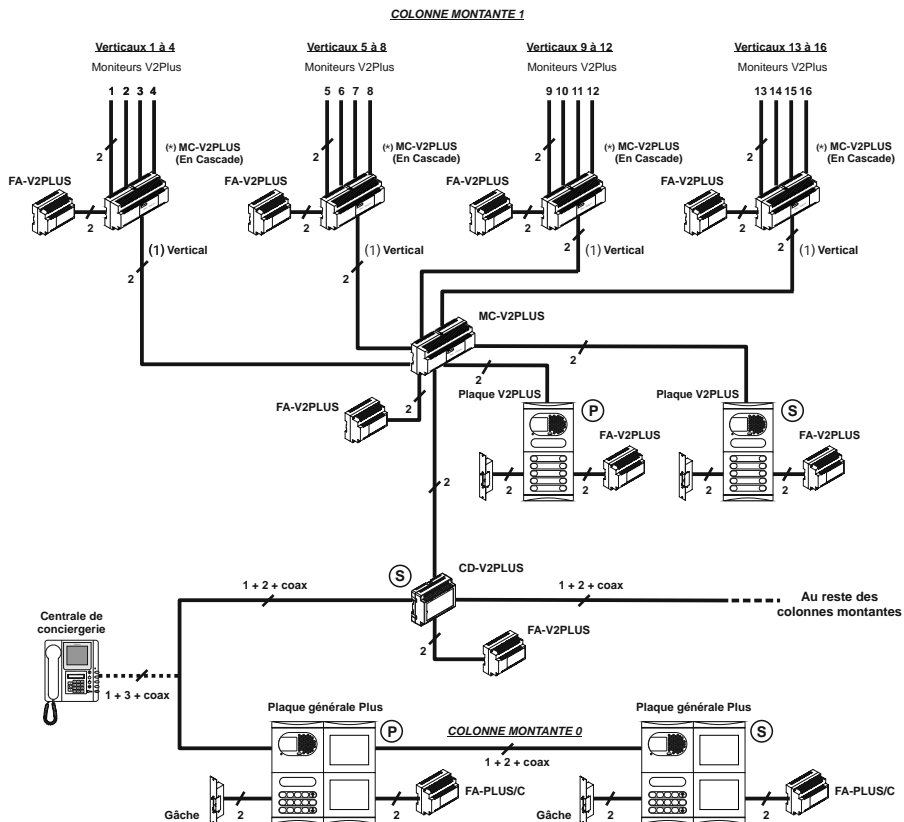 COLONNE MONTANTE 1
Verticaux 1 à 4
Verticaux 5 à 8
Verticaux 9 à 12
Verticaux 13 à 16
Moniteurs V2Plus
Moniteurs V2Plus
Moniteurs V2Plus
Moniteurs V2Plus
1 2 3 4
5 6 7 8
9 10 11 12
13 14 15 16
2
(*) MC-V2PLUS
(En Cascade)
2
(*) MC-V2PLUS
(En Cascade)
2
(*) MC-V2PLUS
(En Cascade)
2
(*) MC-V2PLUS
(En Cascade)
FA-V2PLUS
FA-V2PLUS
FA-V2PLUS
FA-V2PLUS
2
2
2
2
(1) Vertical
2
(1) Vertical
2
(1) Vertical
2
(1) Vertical
2
MC-V2PLUS
2
2
FA-V2PLUS
2
Plaque V2PLUS
P
Plaque V2PLUS
S
FA-V2PLUS
FA-V2PLUS
2
2
2
2
2
S
CD-V2PLUS
1 + 2 + coax
1 + 2 + coax
Au reste des
colonnes montantes
Centrale de
conciergerie
2
FA-V2PLUS
1 + 3 + coax
Plaque générale Plus
Plaque générale Plus
P
COLONNE MONTANTE 0
S
1 + 2 + coax
FA-PLUS/C
FA-PLUS/C
Gâche
2
2
Gâche
2
2